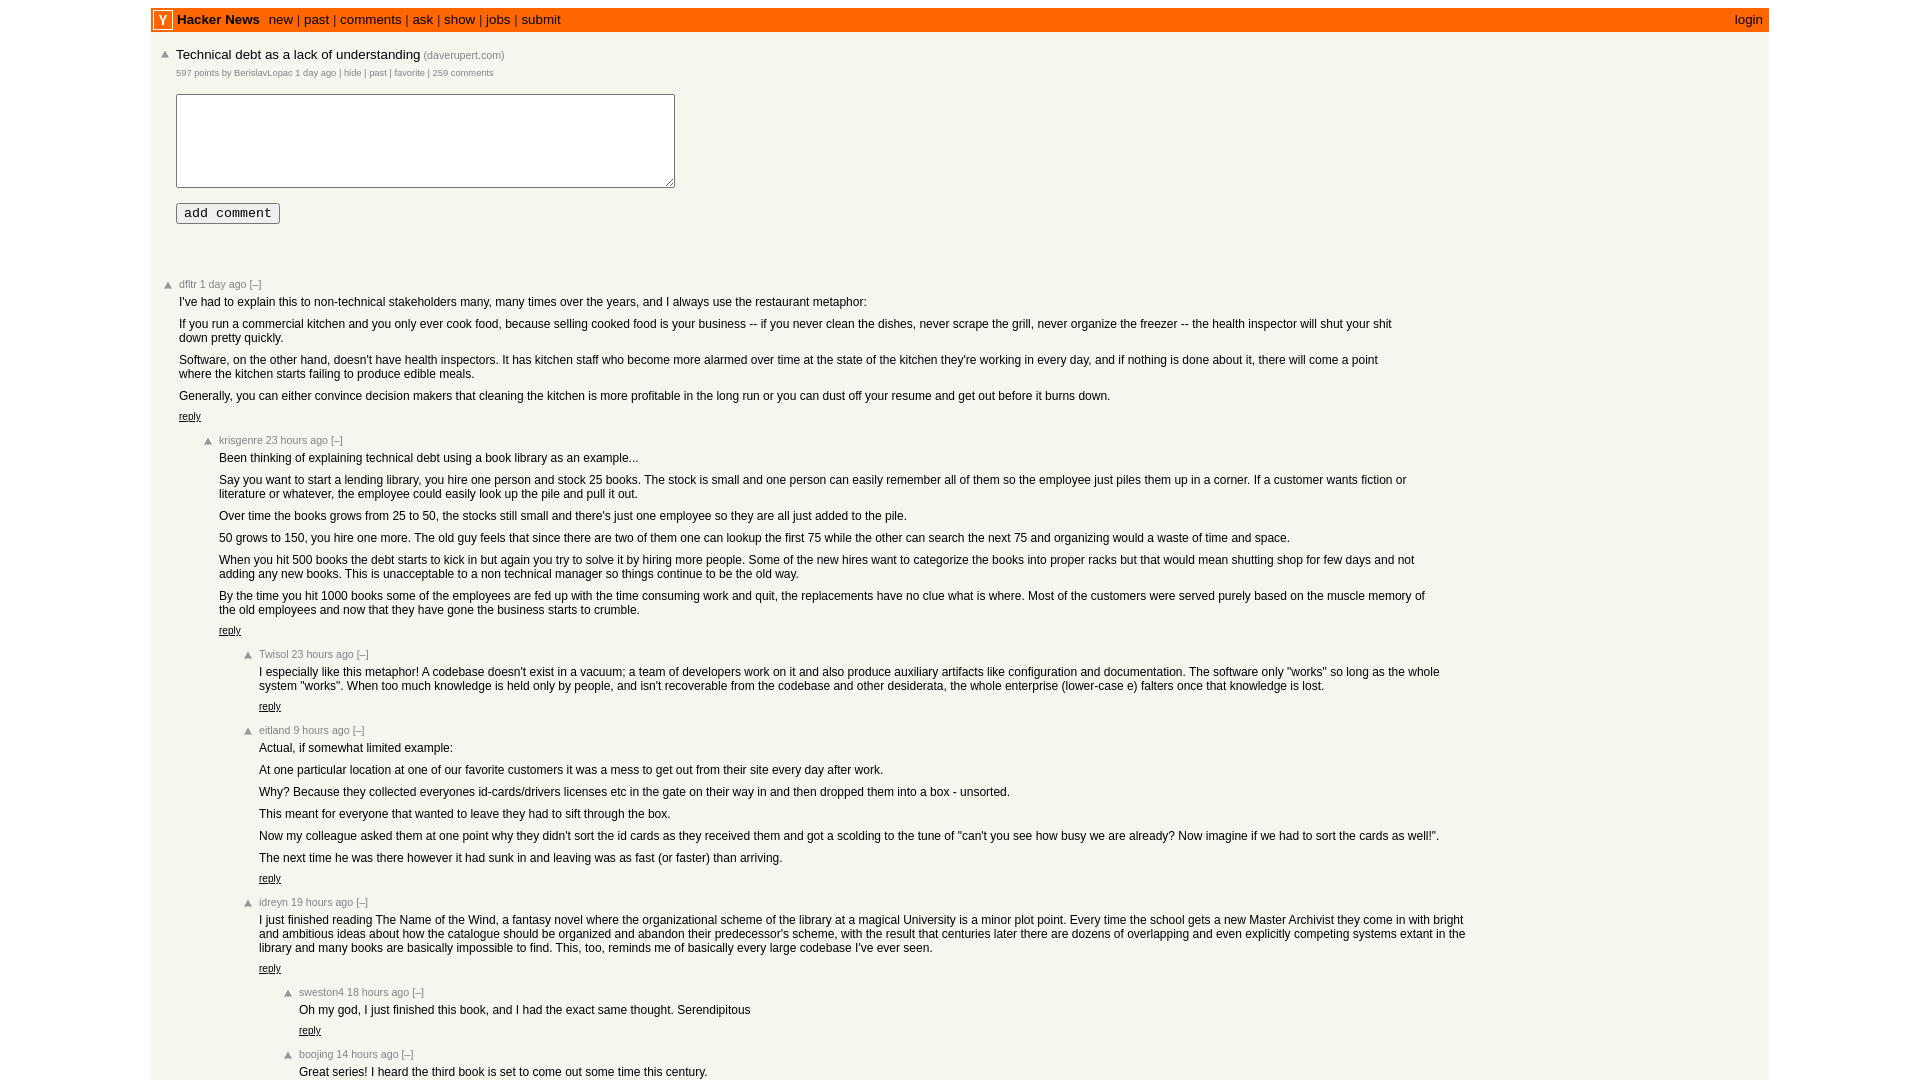 Y Hacker News new | past | comments | ask | show | jobs | submit login
Technical debt as a lack of understanding (daverupert.com)
597 points by BerislavLopac 1 day ago | hide | past | favorite | 259 comments
add comment
dfltr 1 day ago [–]
I've had to explain this to non-technical stakeholders many, many times over the years, and I always use the restaurant metaphor:
If you run a commercial kitchen and you only ever cook food, because selling cooked food is your business -- if you never clean the dishes, never scrape the grill, never organize the freezer -- the health inspector will shut your shit
down pretty quickly.
Software, on the other hand, doesn't have health inspectors. It has kitchen staff who become more alarmed over time at the state of the kitchen they're working in every day, and if nothing is done about it, there will come a point
where the kitchen starts failing to produce edible meals.
Generally, you can either convince decision makers that cleaning the kitchen is more profitable in the long run or you can dust off your resume and get out before it burns down.
reply
krisgenre 23 hours ago [–]
Been thinking of explaining technical debt using a book library as an example...
Say you want to start a lending library, you hire one person and stock 25 books. The stock is small and one person can easily remember all of them so the employee just piles them up in a corner. If a customer wants fiction or
literature or whatever, the employee could easily look up the pile and pull it out.
Over time the books grows from 25 to 50, the stocks still small and there's just one employee so they are all just added to the pile.
50 grows to 150, you hire one more. The old guy feels that since there are two of them one can lookup the first 75 while the other can search the next 75 and organizing would a waste of time and space.
When you hit 500 books the debt starts to kick in but again you try to solve it by hiring more people. Some of the new hires want to categorize the books into proper racks but that would mean shutting shop for few days and not
adding any new books. This is unacceptable to a non technical manager so things continue to be the old way.
By the time you hit 1000 books some of the employees are fed up with the time consuming work and quit, the replacements have no clue what is where. Most of the customers were served purely based on the muscle memory of
the old employees and now that they have gone the business starts to crumble.
reply
Twisol 23 hours ago [–]
I especially like this metaphor! A codebase doesn't exist in a vacuum; a team of developers work on it and also produce auxiliary artifacts like configuration and documentation. The software only "works" so long as the whole
system "works". When too much knowledge is held only by people, and isn't recoverable from the codebase and other desiderata, the whole enterprise (lower-case e) falters once that knowledge is lost.
reply
eitland 9 hours ago [–]
Actual, if somewhat limited example:
At one particular location at one of our favorite customers it was a mess to get out from their site every day after work.
Why? Because they collected everyones id-cards/drivers licenses etc in the gate on their way in and then dropped them into a box - unsorted.
This meant for everyone that wanted to leave they had to sift through the box.
Now my colleague asked them at one point why they didn't sort the id cards as they received them and got a scolding to the tune of "can't you see how busy we are already? Now imagine if we had to sort the cards as well!".
The next time he was there however it had sunk in and leaving was as fast (or faster) than arriving.
reply
idreyn 19 hours ago [–]
I just finished reading The Name of the Wind, a fantasy novel where the organizational scheme of the library at a magical University is a minor plot point. Every time the school gets a new Master Archivist they come in with bright
and ambitious ideas about how the catalogue should be organized and abandon their predecessor's scheme, with the result that centuries later there are dozens of overlapping and even explicitly competing systems extant in the
library and many books are basically impossible to find. This, too, reminds me of basically every large codebase I've ever seen.
reply
sweston4 18 hours ago [–]
Oh my god, I just finished this book, and I had the exact same thought. Serendipitous
reply
boojing 14 hours ago [–]
Great series! I heard the third book is set to come out some time this century.